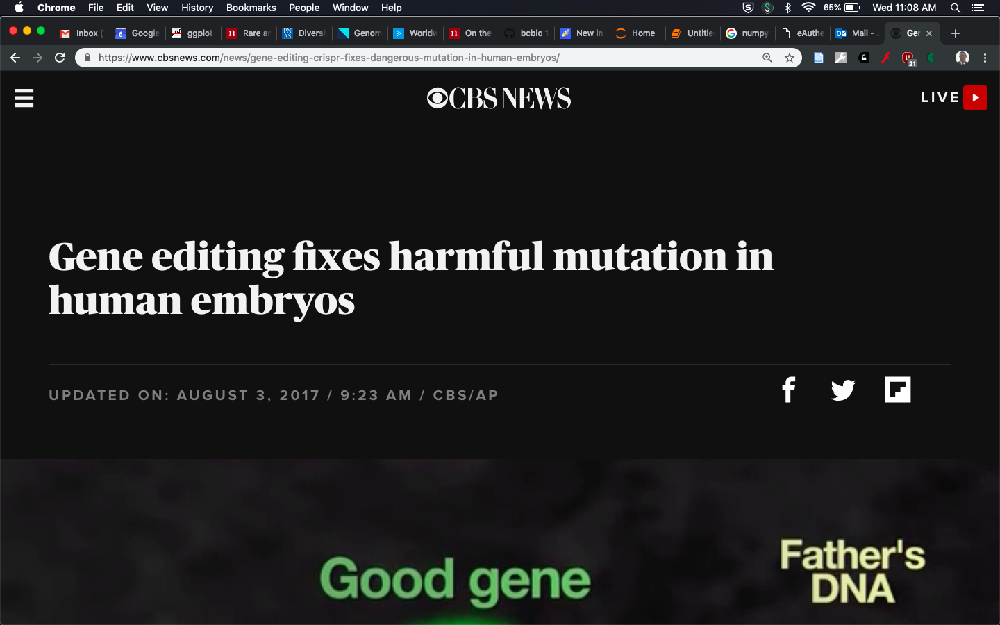 Chrome File Edit View History Bookmarks People Window Help 65% Wed 11:08 AM
Inbox ( Google ggplot Rare ar Diversi Genom Worldw On the bcbio New in Home Untitle numpy eAuthe Mail - Ger
https://www.cbsnews.com/news/gene-editing-crispr-fixes-dangerous-mutation-in-human-embryos/ 21
CBS NEWS
LIVE
Gene editing fixes harmful mutation in
human embryos
UPDATED ON: AUGUST 3, 2017 / 9:23 AM / CBS/AP
Good gene
Father's
DNA